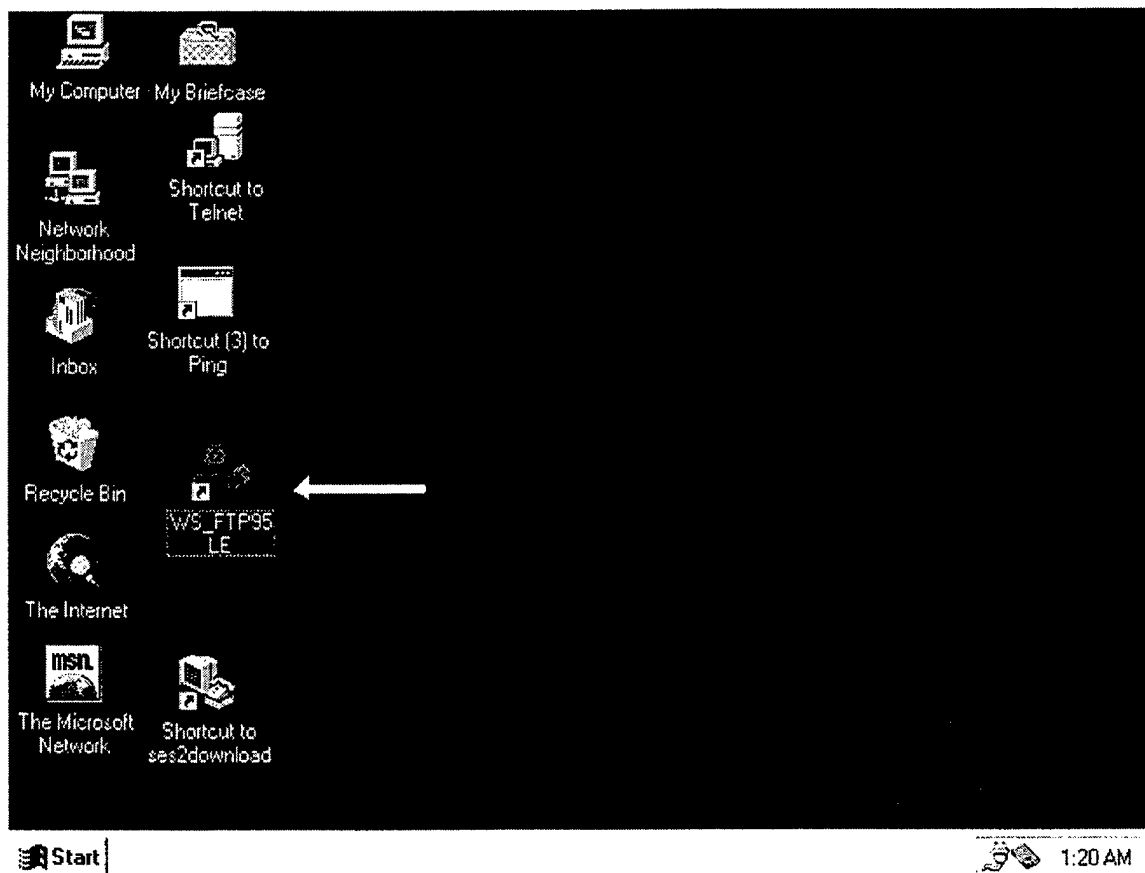 My Computer
My Briefcase
Shortcut to
Telnet
Network
Neighborhood
Shortcut (3) to
Ping
Inbox
Recycle Bin
WS_FTP95
LE
The Internet
msn.
The Microsoft
Network
Shortcut to
ses2download
Start
1:20 AM